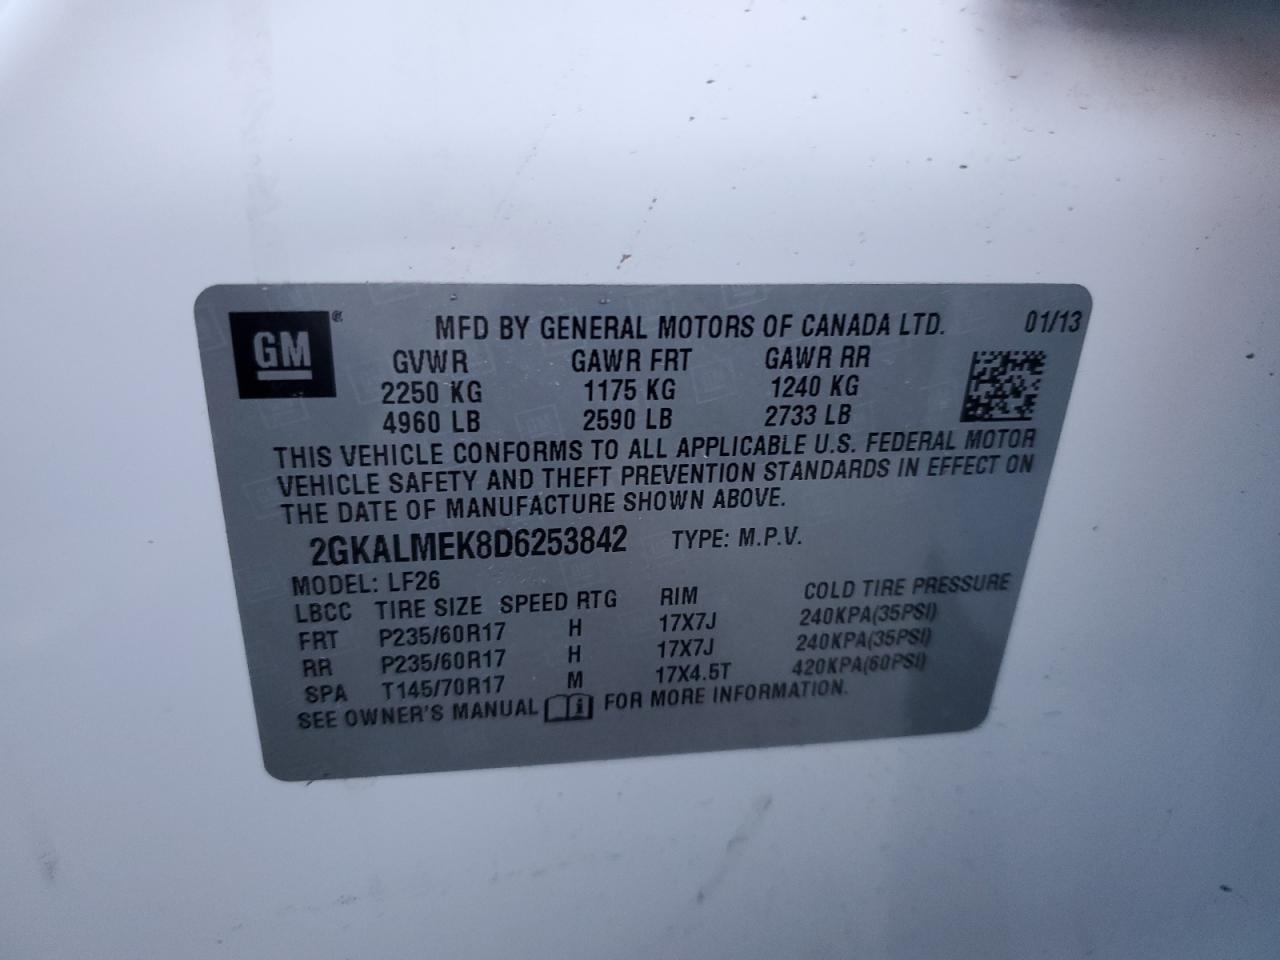 GM®
MFD BY GENERAL MOTORS OF CANADA LTD. 01/13
GVWR GAWR FRT GAWR RR
2250 KG 1175 KG 1240 KG
4960 LB 2590 LB 2733 LB
THIS VEHICLE CONFORMS TO ALL APPLICABLE U.S. FEDERAL MOTOR
VEHICLE SAFETY AND THEFT PREVENTION STANDARDS IN EFFECT ON
THE DATE OF MANUFACTURE SHOWN ABOVE.
2GKALMEK8D6253842 TYPE: M.P.V.
MODEL: LF26
LBCC TIRE SIZE SPEED RTG RIM COLD TIRE PRESSURE
FRT P235/60R17 H 17X7J 240KPA(35PSI)
RR P235/60R17 H 17X7J 240KPA(35PSI)
SPA T145/70R17 M 17X4.5T 420KPA(60PSI)
SEE OWNER'S MANUAL i FOR MORE INFORMATION.